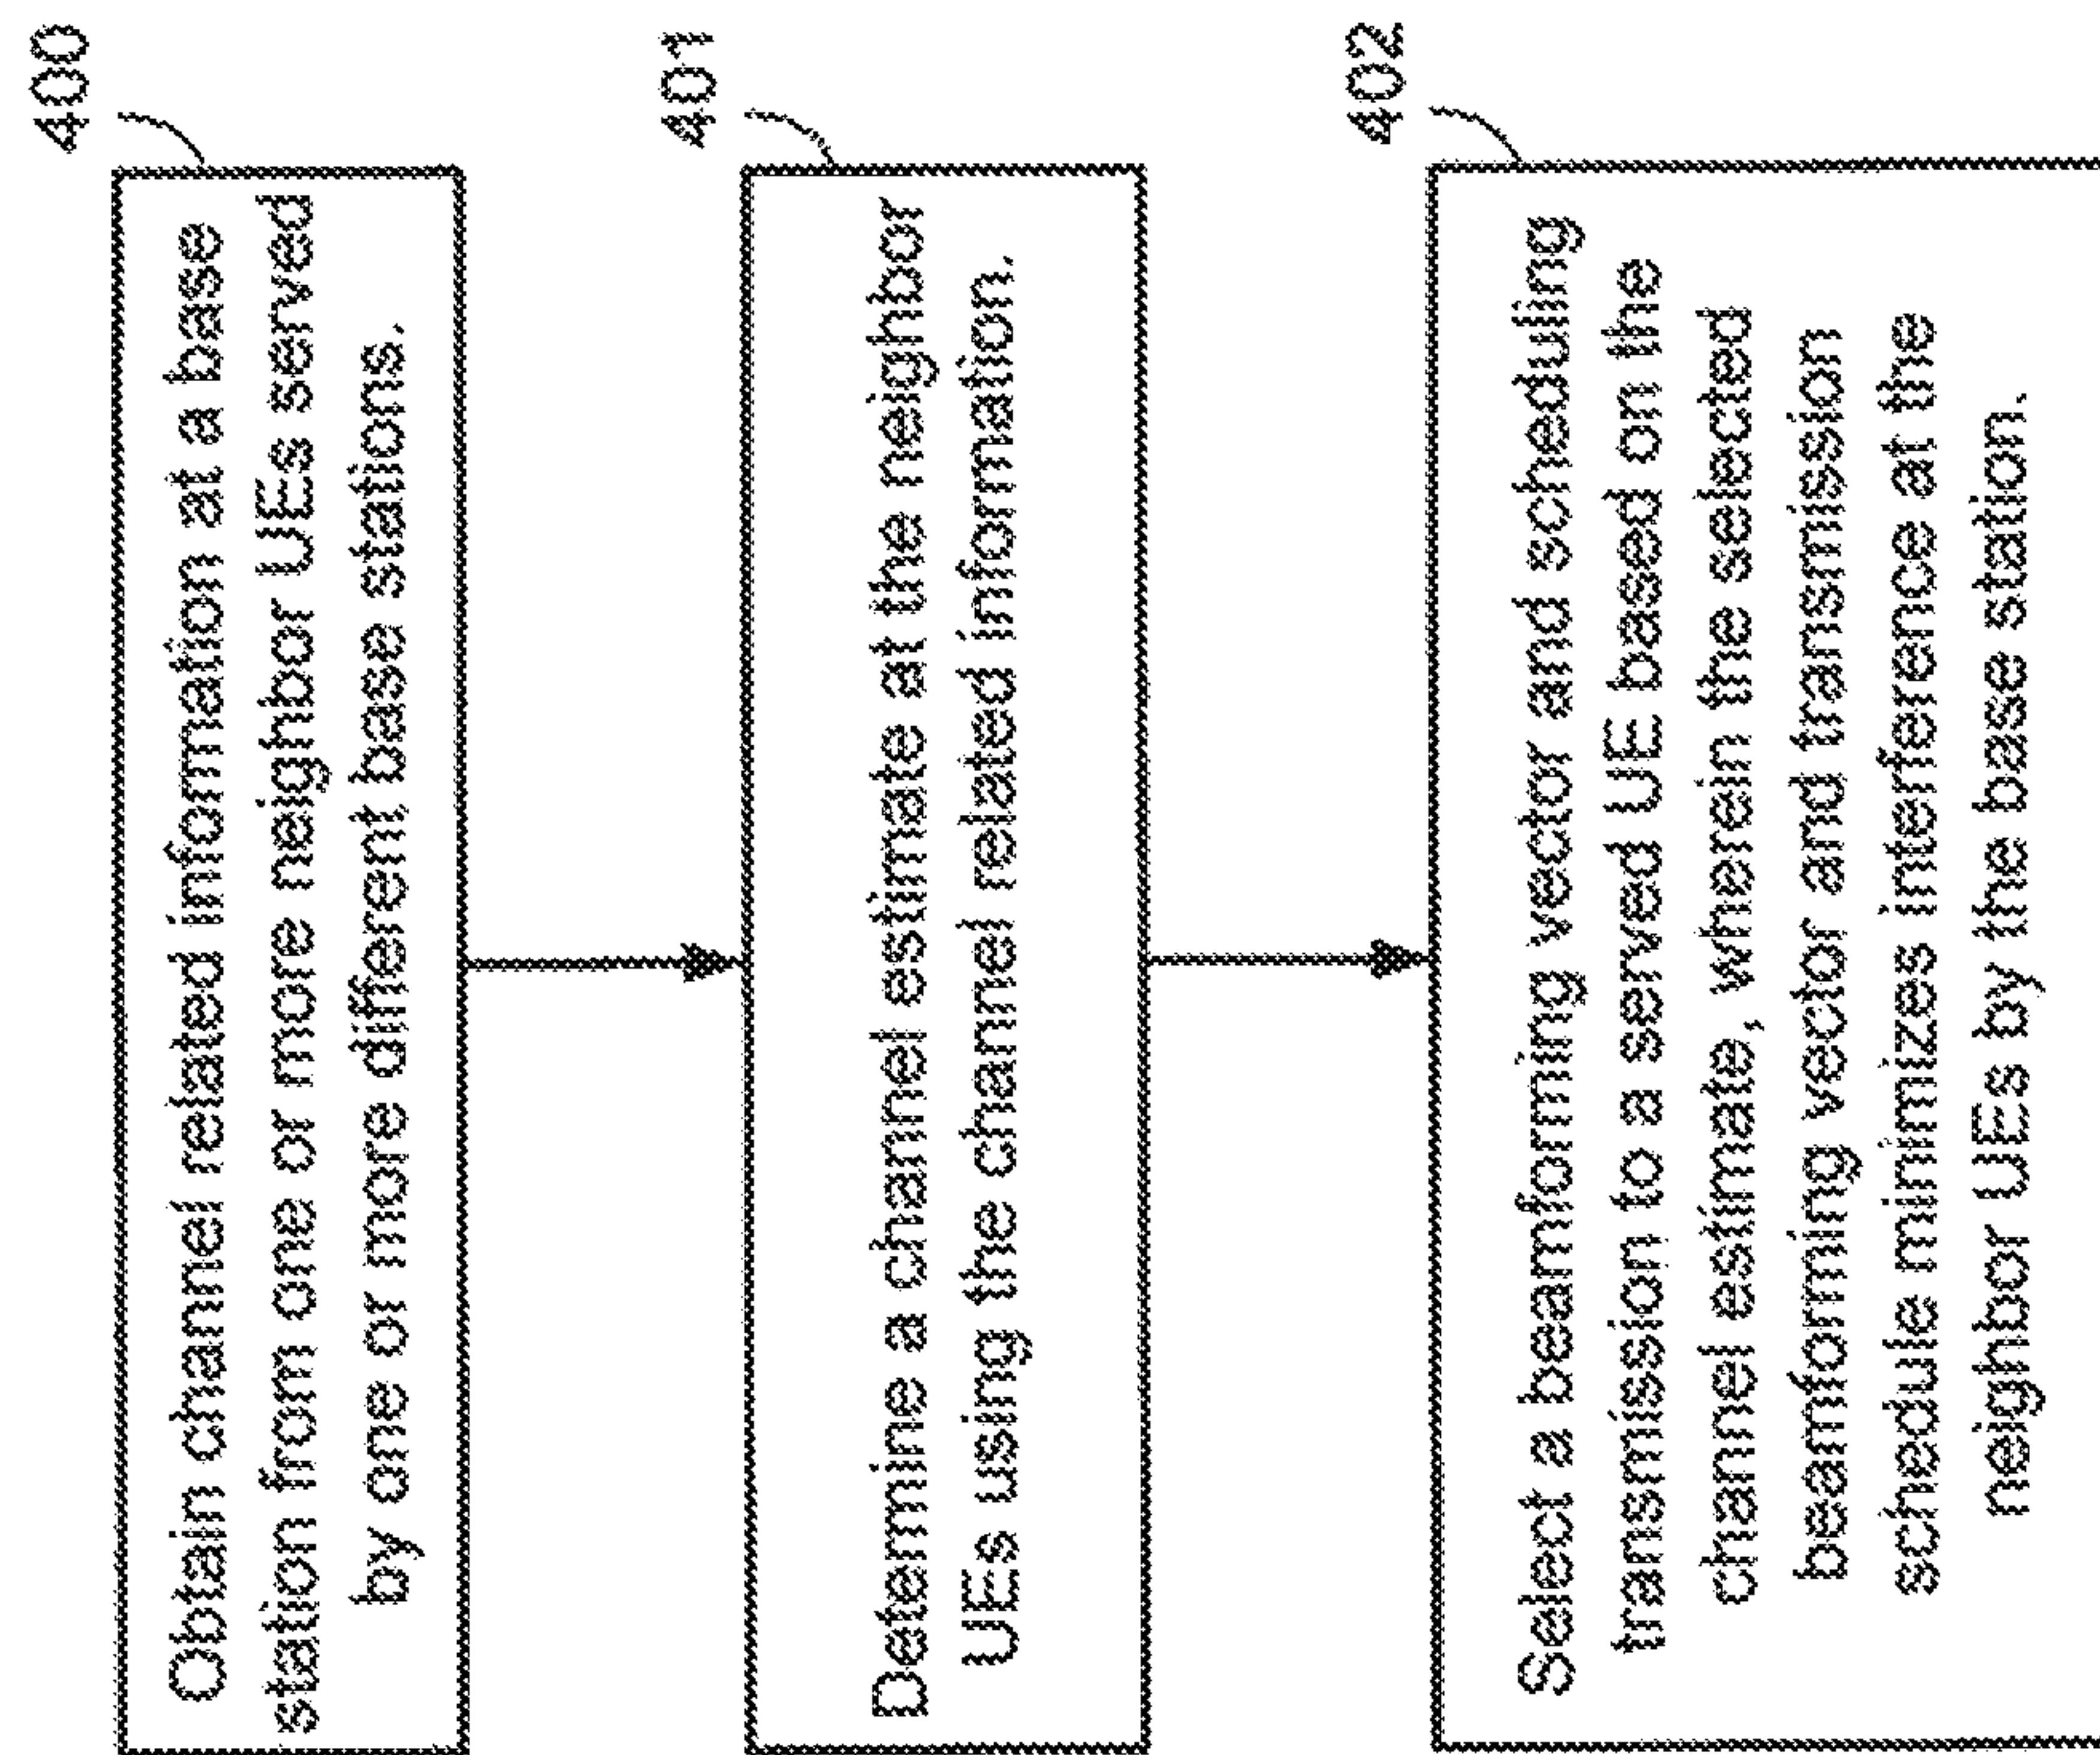 400
Obtain channel related information at a base
station from one or more neighbor UEs served
by one or more different base stations.
401
Determine a channel estimate at the neighbor
UEs using the channel related information.
402
Select a beamforming vector and scheduling
transmission to a served UE based on the
channel estimate, wherein the selected
beamforming vector and transmission
schedule minimizes interference at the
neighbor UEs by the base station.